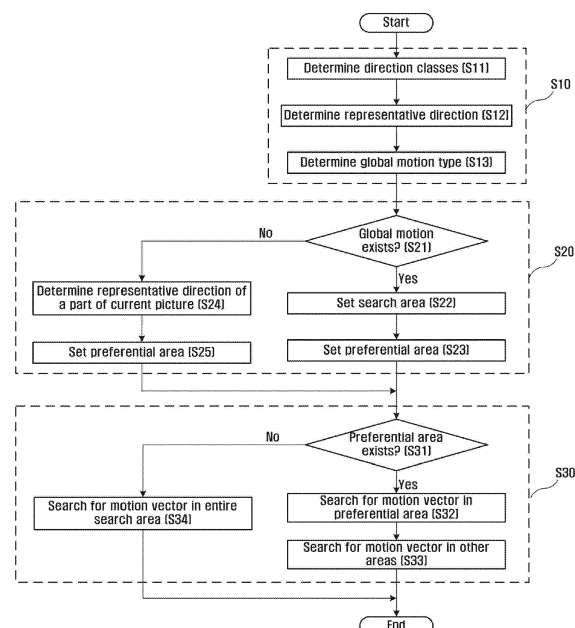 Start
Determine direction classes (S11)
S10
Determine representative direction (S12)
Determine global motion type (S13)
No
Global motion
exists? (S21)
Yes
S20
Determine representative direction of
a part of current picture (S24)
Set search area (S22)
Set preferential area (S25)
Set preferential area (S23)
No
Preferential area
exists? (S31)
Yes
S30
Search for motion vector in entire
search area (S34)
Search for motion vector in
preferential area (S32)
Search for motion vector in other
areas (S33)
End